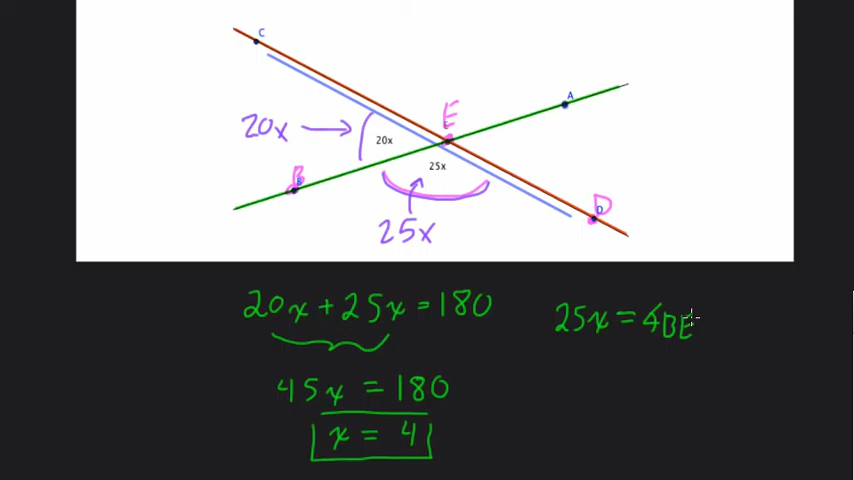 C
A
E
20x
20x
25x
B
B
D
D
25x
20x + 25x = 180
25x = ∡BE
45x = 180
x = 4